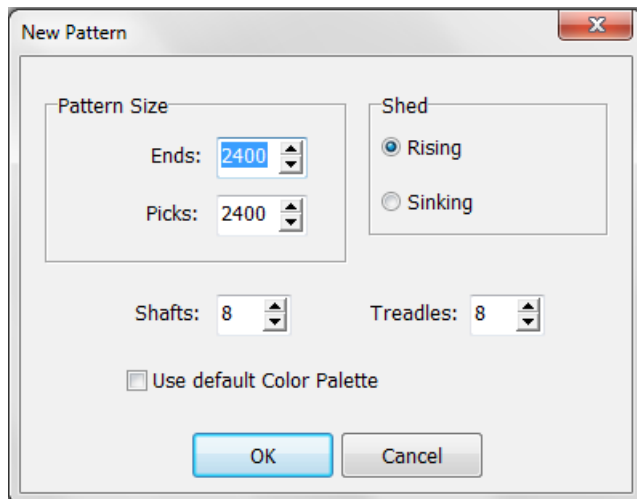 New Pattern
Pattern Size
Ends: 2400
Picks: 2400
Shed
Rising
Sinking
Shafts: 8
Treadles: 8
Use default Color Palette
OK
Cancel